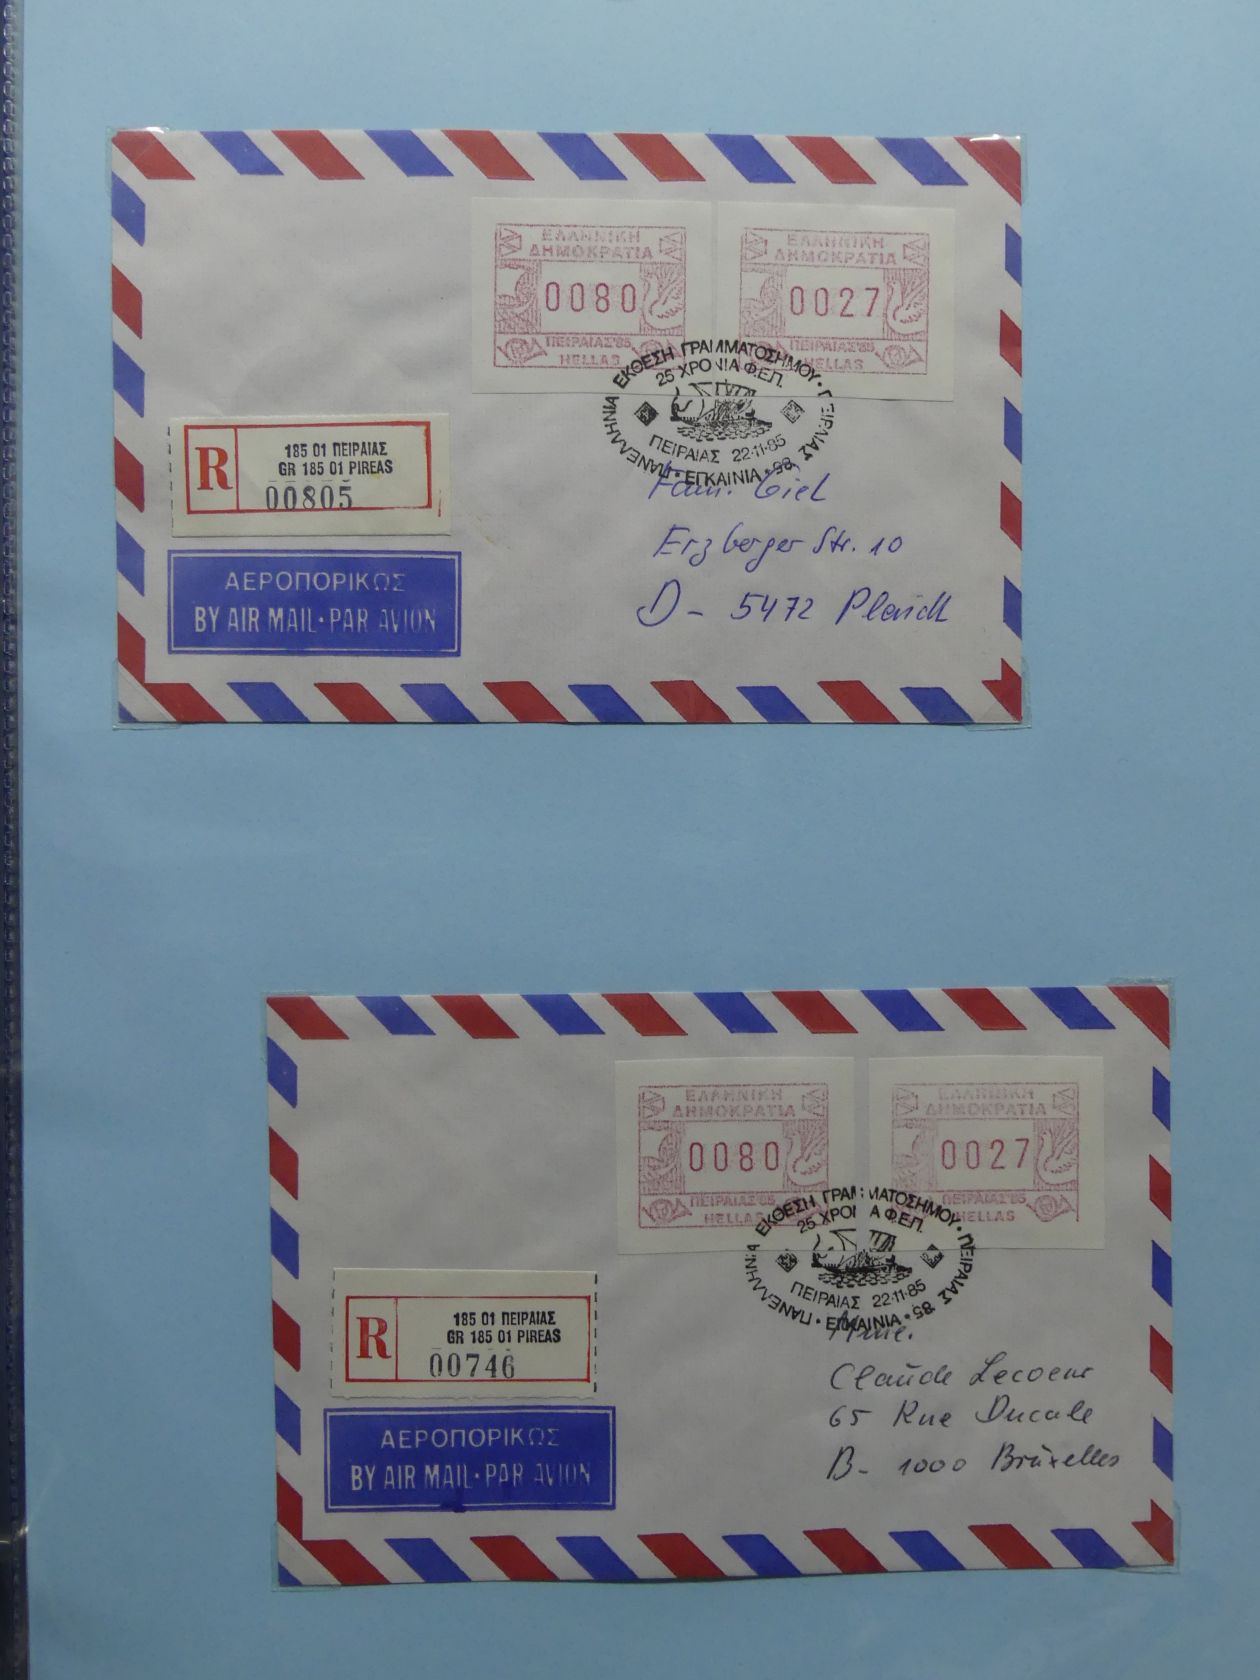 ΕΛΛΗΝΙΚΗ
ΔΗΜΟΚΡΑΤΙΑ
0080
ΠΕΙΡΑΙΑΣ'85
HELLAS
ΕΛΛΗΝΙΚΗ
ΔΗΜΟΚΡΑΤΙΑ
0027
ΠΕΙΡΑΙΑΣ'85
HELLAS
ΠΑΝΕΛΛΗΝΙΑ ΕΚΘΕΣΗ ΓΡΑΜΜΑΤΟΣΗΜΟΥ · ΠΕΙΡΑΙΑΣ 85 ·
25 ΧΡΟΝΙΑ Φ.Ε.Π.
ΠΕΙΡΑΙΑΣ 22·11·85
ΕΓΚΑΙΝΙΑ
R
185 01 ΠΕΙΡΑΙΑΣ
GR 185 01 PIREAS
00805
ΑΕΡΟΠΟΡΙΚΩΣ
BY AIR MAIL · PAR AVION
Fam. Giel
Erzberger Str. 10
D - 5472 Plaidt
ΕΛΛΗΝΙΚΗ
ΔΗΜΟΚΡΑΤΙΑ
0080
ΠΕΙΡΑΙΑΣ'85
HELLAS
ΕΛΛΗΝΙΚΗ
ΔΗΜΟΚΡΑΤΙΑ
0027
ΠΕΙΡΑΙΑΣ'85
HELLAS
ΠΑΝΕΛΛΗΝΙΑ ΕΚΘΕΣΗ ΓΡΑΜΜΑΤΟΣΗΜΟΥ · ΠΕΙΡΑΙΑΣ 85 ·
25 ΧΡΟΝΙΑ Φ.Ε.Π.
ΠΕΙΡΑΙΑΣ 22·11·85
ΕΓΚΑΙΝΙΑ
R
185 01 ΠΕΙΡΑΙΑΣ
GR 185 01 PIREAS
00746
ΑΕΡΟΠΟΡΙΚΩΣ
BY AIR MAIL · PAR AVION
Mme.
Claude Lecoeur
65 Rue Ducale
B - 1000 Bruxelles